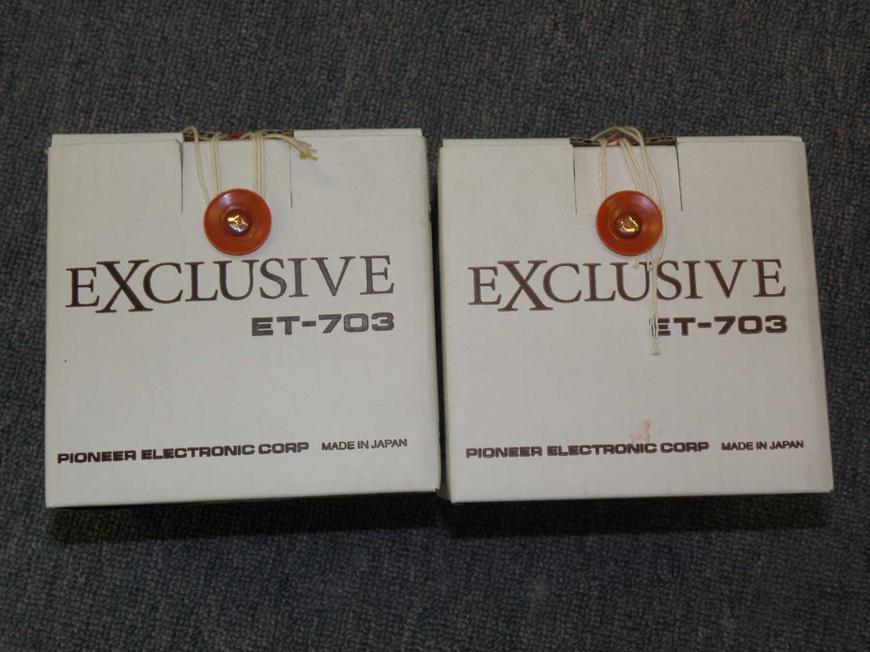 EXCLUSIVE
ET-703
PIONEER ELECTRONIC CORP MADE IN JAPAN
EXCLUSIVE
ET-703
PIONEER ELECTRONIC CORP MADE IN JAPAN